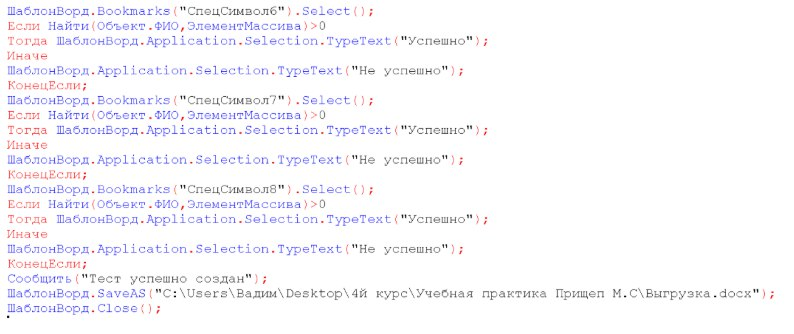 ШаблонВорд.Bookmarks("СпецСимвол6").Select();
Если Найти(Объект.ФИО,ЭлементМассива)>0
Тогда ШаблонВорд.Application.Selection.TypeText("Успешно");
Иначе
ШаблонВорд.Application.Selection.TypeText("Не успешно");
КонецЕсли;
ШаблонВорд.Bookmarks("СпецСимвол7").Select();
Если Найти(Объект.ФИО,ЭлементМассива)>0
Тогда ШаблонВорд.Application.Selection.TypeText("Успешно");
Иначе
ШаблонВорд.Application.Selection.TypeText("Не успешно");
КонецЕсли;
ШаблонВорд.Bookmarks("СпецСимвол8").Select();
Если Найти(Объект.ФИО,ЭлементМассива)>0
Тогда ШаблонВорд.Application.Selection.TypeText("Успешно");
Иначе
ШаблонВорд.Application.Selection.TypeText("Не успешно");
КонецЕсли;
Сообщить("Тест успешно создан");
ШаблонВорд.SaveAS("C:\Users\Вадим\Desktop\4й курс\Учебная практика Прищеп М.С\Выгрузка.docx");
ШаблонВорд.Close();